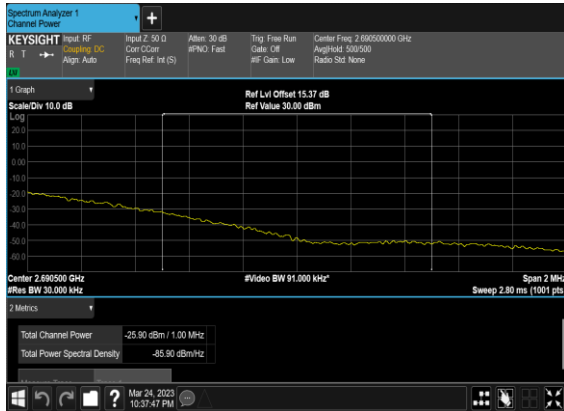 Spectrum Analyzer 1
Channel Power
+
KEYSIGHT Input: RF Input Z: 50 Ω Atten: 30 dB Trig: Free Run Center Freq: 2.690500000 GHz
R T Coupling: DC Corr CCorr #PNO: Fast Gate: Off Avg|Hold: 500/500
Align: Auto Freq Ref: Int (S) #IF Gain: Low Radio Std: None
1 Graph
Ref Lvl Offset 15.37 dB
Scale/Div 10.0 dB Ref Value 30.00 dBm
Log
20.0
10.0
0.00
-10.0
-20.0
-30.0
-40.0
-50.0
-60.0
Center 2.690500 GHz #Video BW 91.000 kHz* Span 2 MHz
#Res BW 30.000 kHz Sweep 2.80 ms (1001 pts
2 Metrics
Total Channel Power -25.90 dBm / 1.00 MHz
Total Power Spectral Density -85.90 dBm/Hz
? Mar 24, 2023
10:37:47 PM